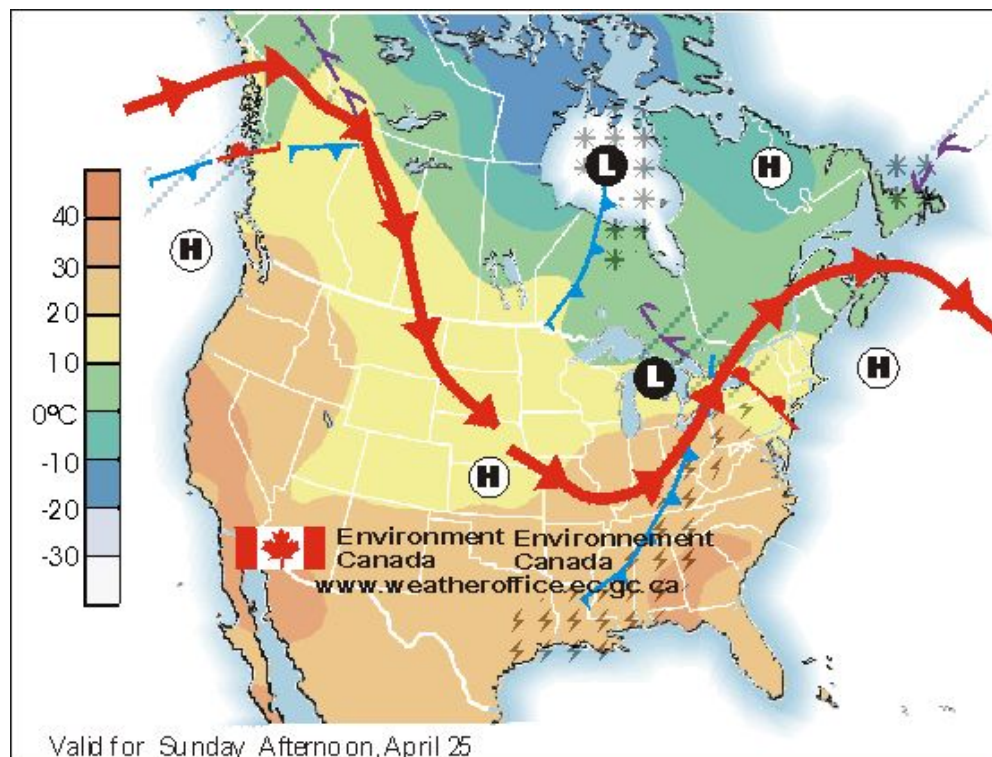 L
H
H
40
30
20
10
0ºC
-10
-20
-30
L
H
H
Environment Environnement
Canada Canada
www.weatheroffice.ec.gc.ca
Valid for Sunday Afternoon, April 25